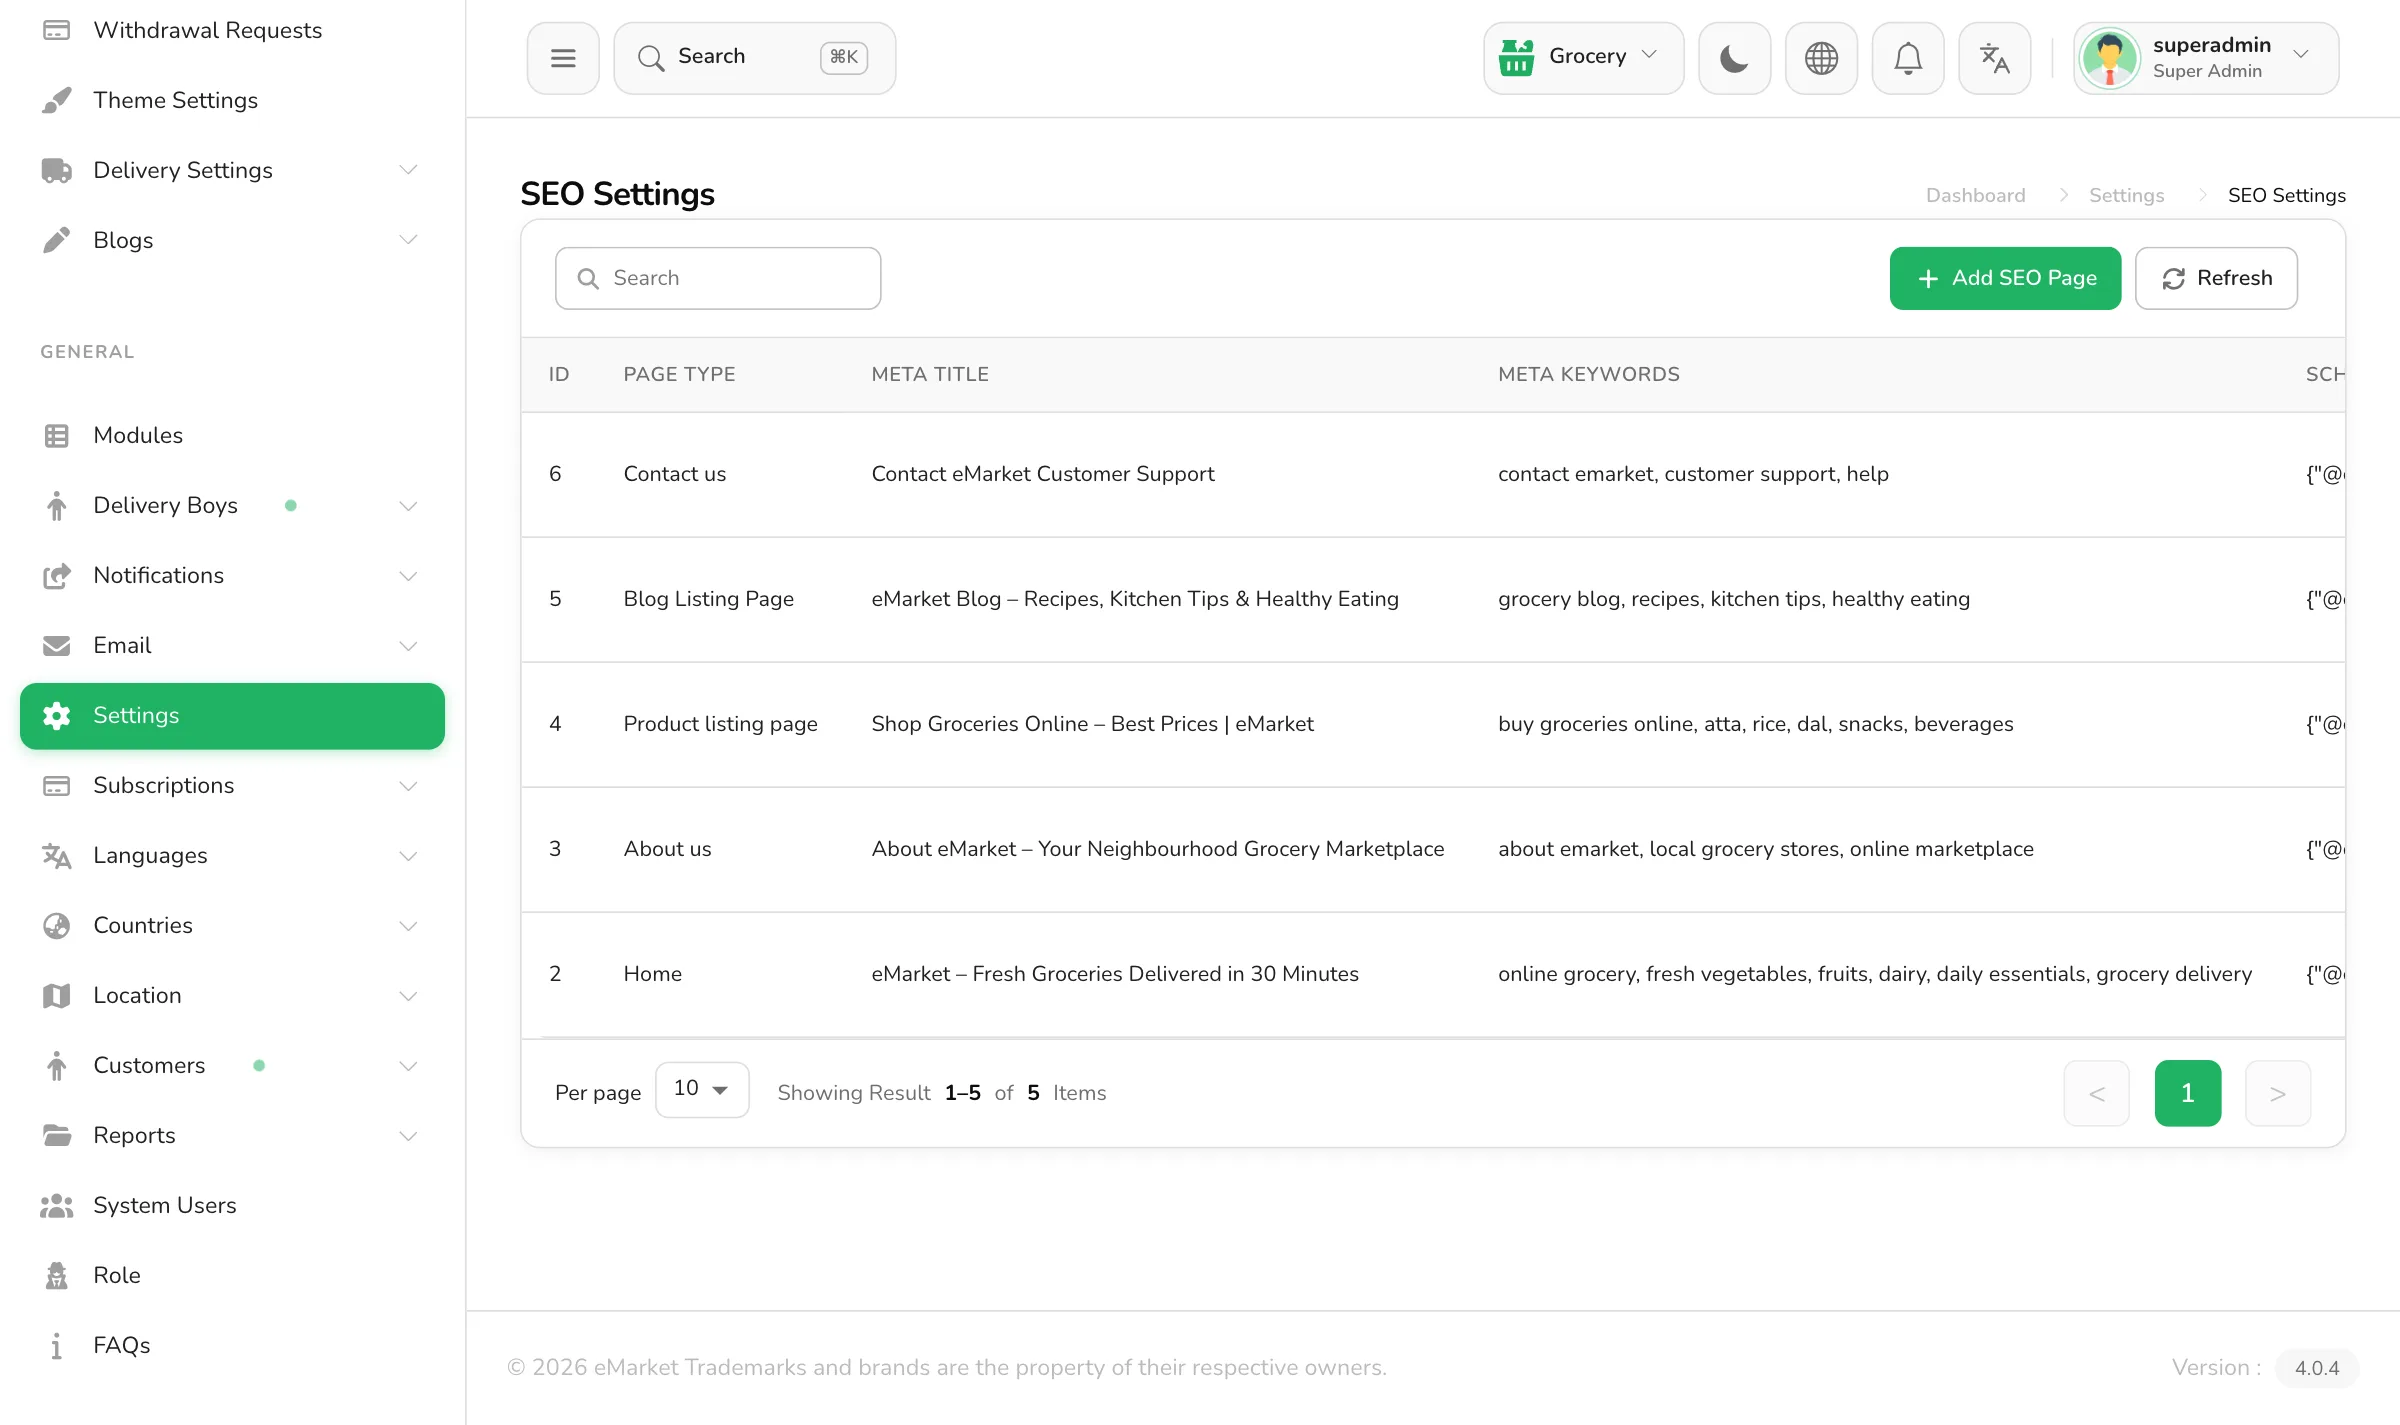 Withdrawal Requests
Theme Settings
Delivery Settings
Blogs
GENERAL
Modules
Delivery Boys
Notifications
Email
Settings
Subscriptions
Languages
Countries
Location
Customers
Reports
System Users
Role
FAQs
Search ⌘K
Grocery
superadmin
Super Admin
SEO Settings
Dashboard > Settings > SEO Settings
Search
+ Add SEO Page
Refresh
ID PAGE TYPE META TITLE META KEYWORDS SCH
6 Contact us Contact eMarket Customer Support contact emarket, customer support, help {"@
5 Blog Listing Page eMarket Blog – Recipes, Kitchen Tips & Healthy Eating grocery blog, recipes, kitchen tips, healthy eating {"@
4 Product listing page Shop Groceries Online – Best Prices | eMarket buy groceries online, atta, rice, dal, snacks, beverages {"@
3 About us About eMarket – Your Neighbourhood Grocery Marketplace about emarket, local grocery stores, online marketplace {"@
2 Home eMarket – Fresh Groceries Delivered in 30 Minutes online grocery, fresh vegetables, fruits, dairy, daily essentials, grocery delivery {"@
Per page 10 Showing Result 1–5 of 5 Items < 1 >
© 2026 eMarket Trademarks and brands are the property of their respective owners.
Version : 4.0.4